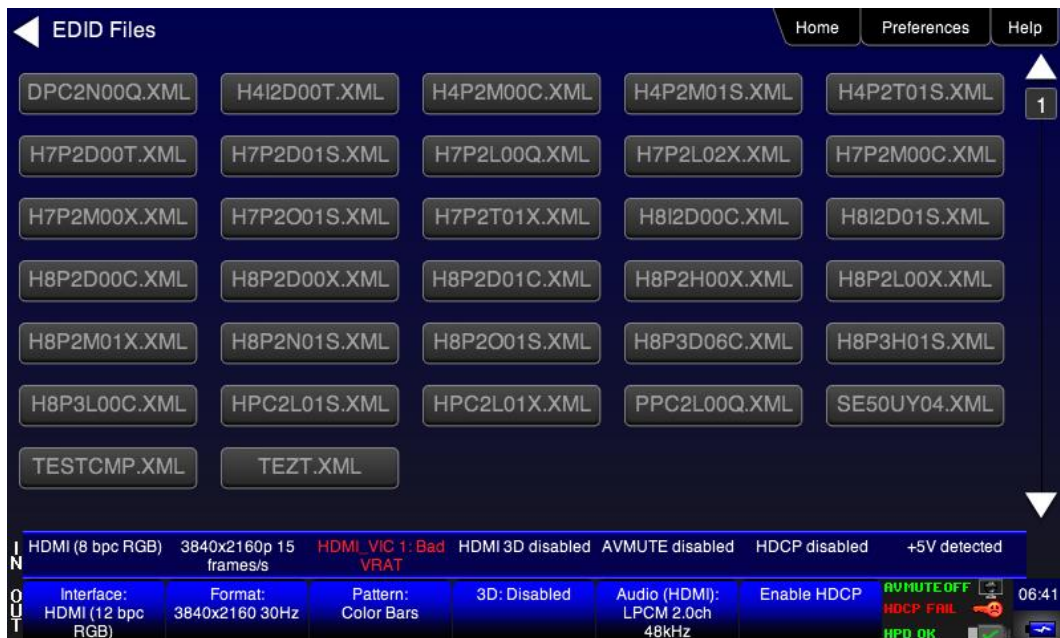 EDID Files
Home Preferences Help
DPC2N00Q.XML H4I2D00T.XML H4P2M00C.XML H4P2M01S.XML H4P2T01S.XML
1
H7P2D00T.XML H7P2D01S.XML H7P2L00Q.XML H7P2L02X.XML H7P2M00C.XML
H7P2M00X.XML H7P2O01S.XML H7P2T01X.XML H8I2D00C.XML H8I2D01S.XML
H8P2D00C.XML H8P2D00X.XML H8P2D01C.XML H8P2H00X.XML H8P2L00X.XML
H8P2M01X.XML H8P2N01S.XML H8P2O01S.XML H8P3D06C.XML H8P3H01S.XML
H8P3L00C.XML HPC2L01S.XML HPC2L01X.XML PPC2L00Q.XML SE50UY04.XML
TESTCMP.XML TEZT.XML
IN
HDMI (8 bpc RGB)
3840x2160p 15
frames/s
HDMI_VIC 1: Bad
VRAT
HDMI 3D disabled
AVMUTE disabled
HDCP disabled
+5V detected
OUT
Interface:
HDMI (12 bpc
RGB)
Format:
3840x2160 30Hz
Pattern:
Color Bars
3D: Disabled
Audio (HDMI):
LPCM 2.0ch
48kHz
Enable HDCP
AVMUTE OFF
HDCP FAIL
HPD OK
06:41